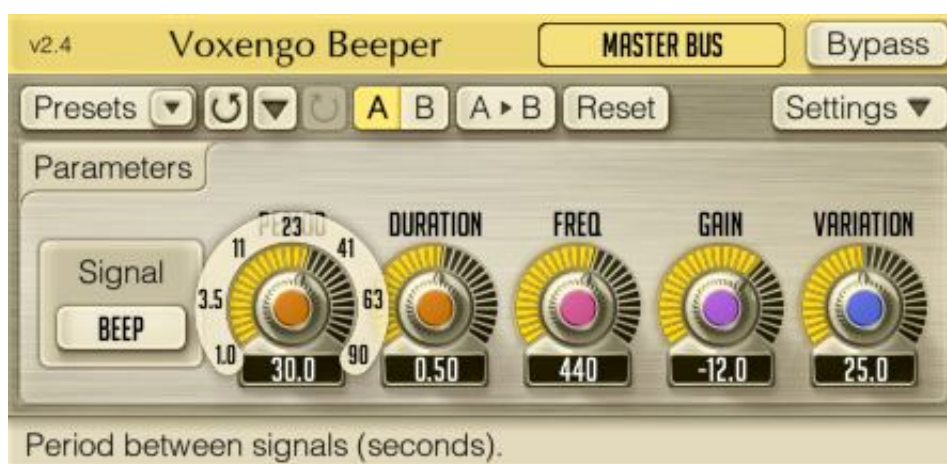 v2.4 Voxengo Beeper MASTER BUS Bypass
Presets A B A ▸ B Reset Settings
Parameters
PERIOD DURATION FREQ GAIN VARIATION
23
11 41
Signal
3.5 63
BEEP
1.0 90
30.0 0.50 440 -12.0 25.0
Period between signals (seconds).